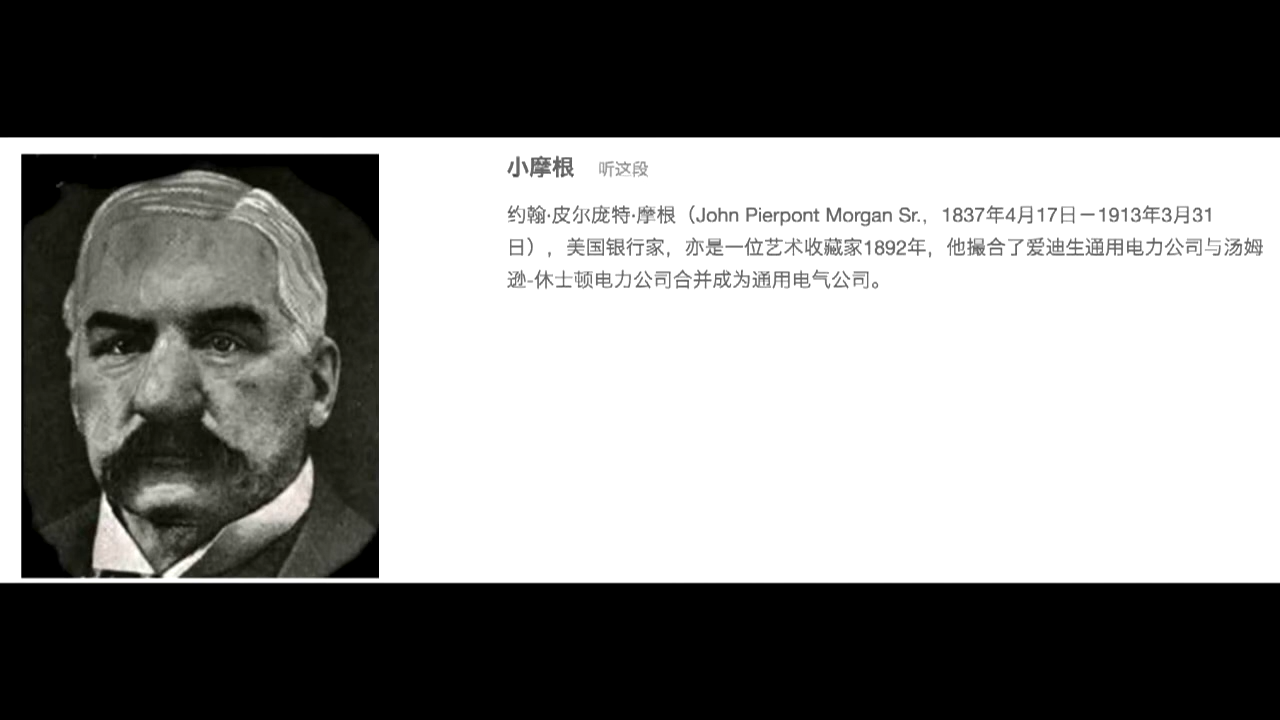 小摩根 听这段
约翰·皮尔庞特·摩根（John Pierpont Morgan Sr.，1837年4月17日－1913年3月31
日），美国银行家，亦是一位艺术收藏家1892年，他撮合了爱迪生通用电力公司与汤姆
逊-休士顿电力公司合并成为通用电气公司。